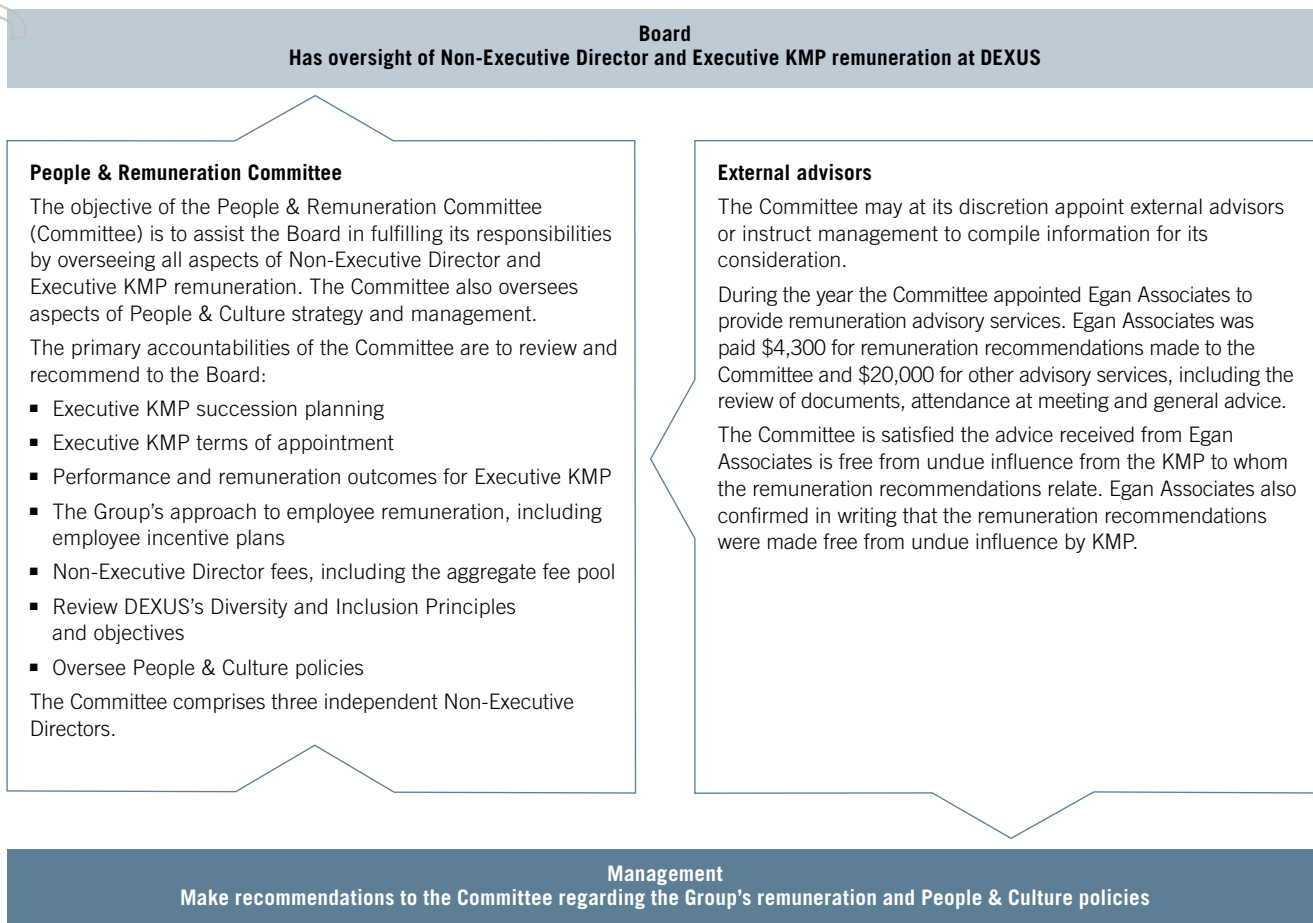 Board
Has oversight of Non-Executive Director and Executive KMP remuneration at DEXUS
People & Remuneration Committee
The objective of the People & Remuneration Committee
(Committee) is to assist the Board in fulfilling its responsibilities
by overseeing all aspects of Non-Executive Director and
Executive KMP remuneration. The Committee also oversees
aspects of People & Culture strategy and management.
The primary accountabilities of the Committee are to review and
recommend to the Board:
▪ Executive KMP succession planning
▪ Executive KMP terms of appointment
▪ Performance and remuneration outcomes for Executive KMP
▪ The Group's approach to employee remuneration, including
employee incentive plans
▪ Non-Executive Director fees, including the aggregate fee pool
▪ Review DEXUS's Diversity and Inclusion Principles
and objectives
▪ Oversee People & Culture policies
The Committee comprises three independent Non-Executive
Directors.
External advisors
The Committee may at its discretion appoint external advisors
or instruct management to compile information for its
consideration.
During the year the Committee appointed Egan Associates to
provide remuneration advisory services. Egan Associates was
paid $4,300 for remuneration recommendations made to the
Committee and $20,000 for other advisory services, including the
review of documents, attendance at meeting and general advice.
The Committee is satisfied the advice received from Egan
Associates is free from undue influence from the KMP to whom
the remuneration recommendations relate. Egan Associates also
confirmed in writing that the remuneration recommendations
were made free from undue influence by KMP.
Management
Make recommendations to the Committee regarding the Group's remuneration and People & Culture policies